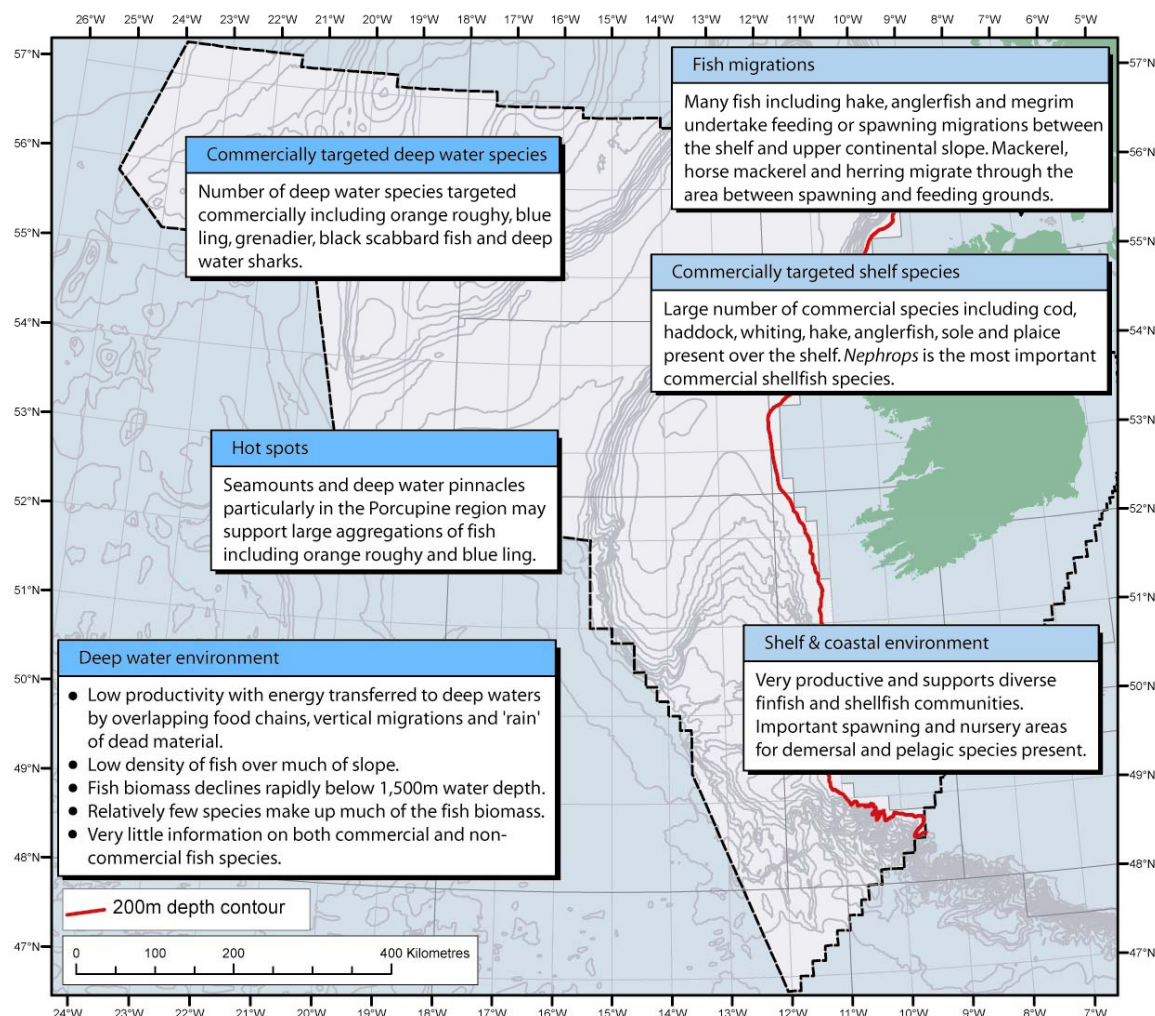 26°W 25°W 24°W 23°W 22°W 21°W 20°W 19°W 18°W 17°W 16°W 15°W 14°W 13°W 12°W 11°W 10°W 9°W 8°W 7°W 6°W 5°W
57°N
56°N
55°N
54°N
53°N
52°N
51°N
50°N
49°N
48°N
47°N
Fish migrations
Many fish including hake, anglerfish and megrim
undertake feeding or spawning migrations between
the shelf and upper continental slope. Mackerel,
horse mackerel and herring migrate through the
area between spawning and feeding grounds.
Commercially targeted deep water species
Number of deep water species targeted
commercially including orange roughy, blue
ling, grenadier, black scabbard fish and deep
water sharks.
Commercially targeted shelf species
Large number of commercial species including cod,
haddock, whiting, hake, anglerfish, sole and plaice
present over the shelf. Nephrops is the most important
commercial shellfish species.
Hot spots
Seamounts and deep water pinnacles
particularly in the Porcupine region may
support large aggregations of fish
including orange roughy and blue ling.
Deep water environment
● Low productivity with energy transferred to deep waters
by overlapping food chains, vertical migrations and 'rain'
of dead material.
● Low density of fish over much of slope.
● Fish biomass declines rapidly below 1,500m water depth.
● Relatively few species make up much of the fish biomass.
● Very little information on both commercial and non-
commercial fish species.
Shelf & coastal environment
Very productive and supports diverse
finfish and shellfish communities.
Important spawning and nursery areas
for demersal and pelagic species present.
200m depth contour
0 100 200 400 Kilometres
57°N
56°N
55°N
54°N
53°N
52°N
51°N
50°N
49°N
48°N
47°N
24°W 23°W 22°W 21°W 20°W 19°W 18°W 17°W 16°W 15°W 14°W 13°W 12°W 11°W 10°W 9°W 8°W 7°W